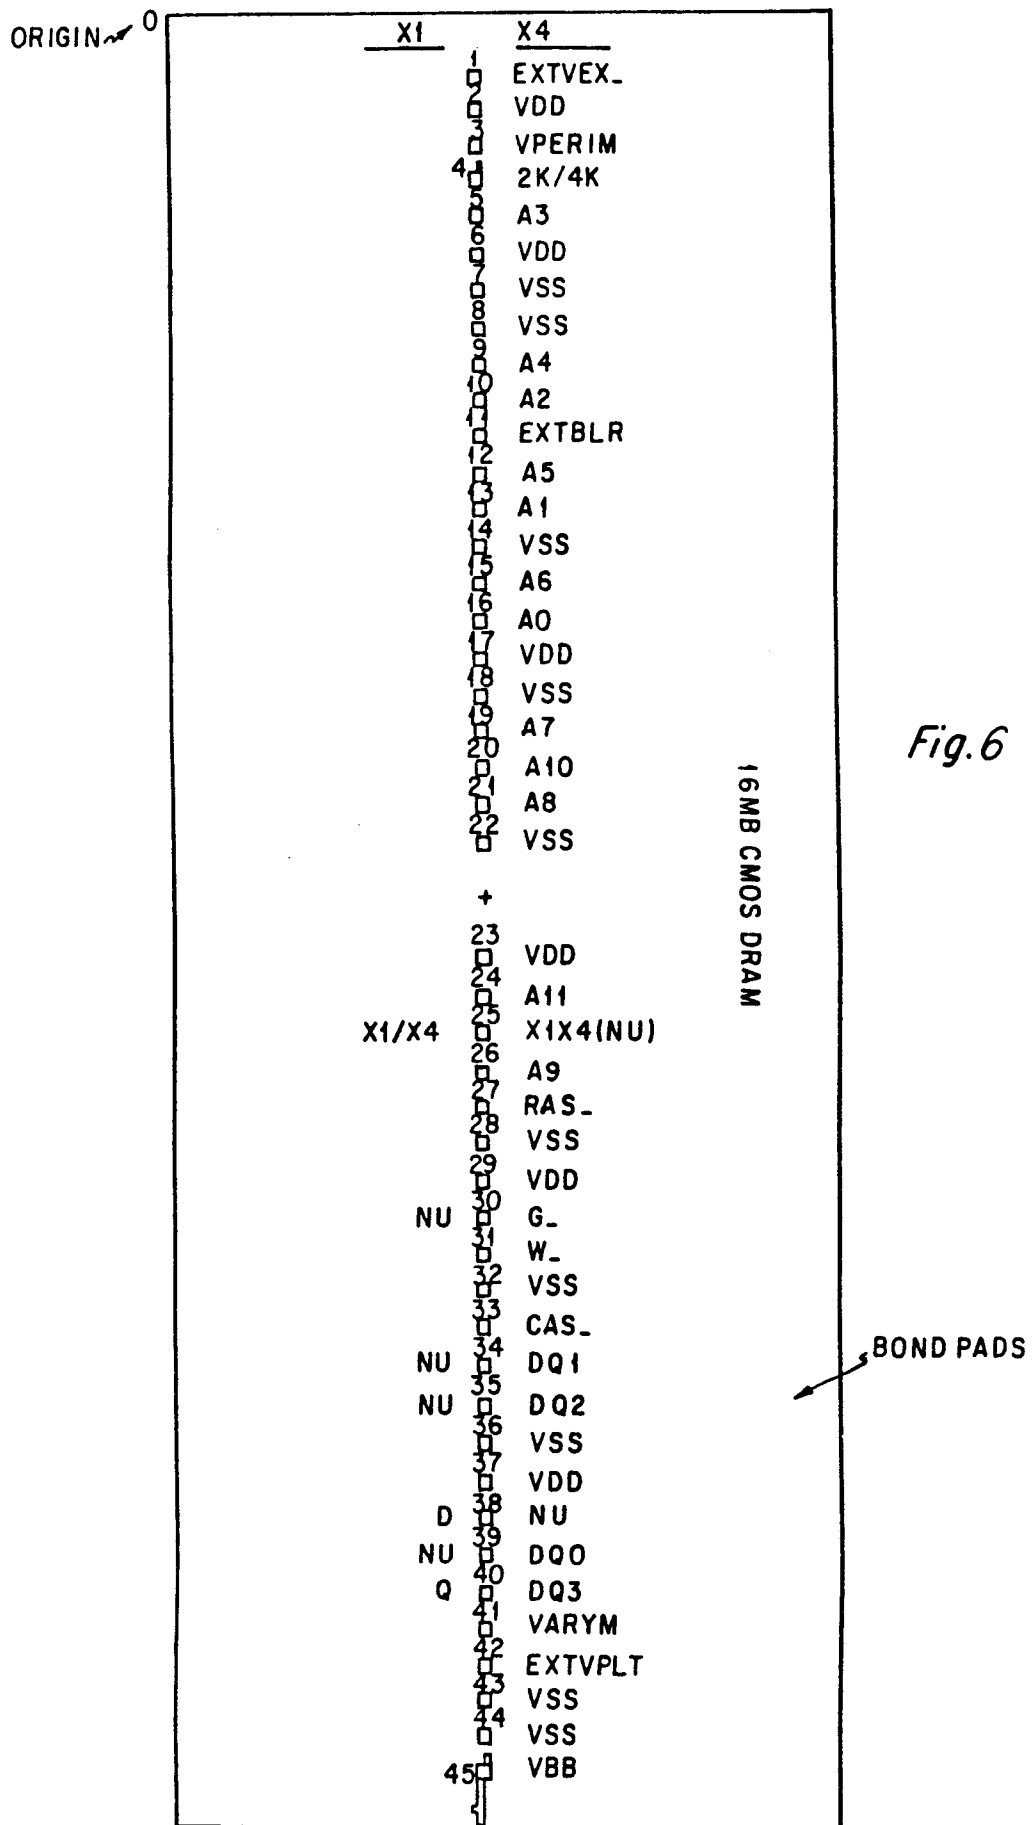 ORIGIN 0
X1 X4
1 EXTVEX_
2 VDD
3 VPERIM
4 2K/4K
5 A3
6 VDD
7 VSS
8 VSS
9 A4
10 A2
11 EXTBLR
12 A5
13 A1
14 VSS
15 A6
16 A0
17 VDD
18 VSS
19 A7
20 A10
21 A8
22 VSS
+
23 VDD
24 A11
X1/X4 25 X1X4(NU)
26 A9
27 RAS_
28 VSS
29 VDD
NU 30 G_
31 W_
32 VSS
33 CAS_
NU 34 DQ1
NU 35 DQ2
36 VSS
37 VDD
D 38 NU
NU 39 DQ0
Q 40 DQ3
41 VARYM
42 EXTVPLT
43 VSS
44 VSS
45 VBB
16MB CMOS DRAM
BOND PADS
Fig.6